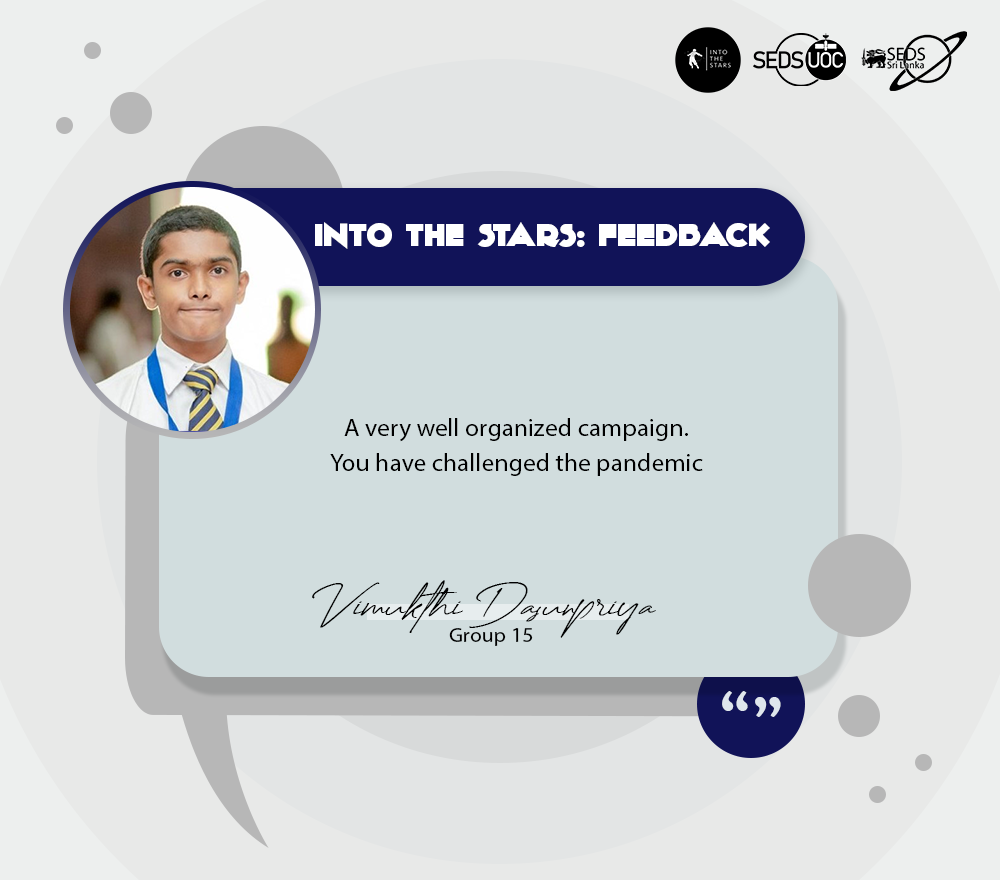 INTO
THE
STARS
SEDS UOC
SEDS
Sri Lanka
INTO THE STARS: FEEDBACK
A very well organized campaign.
You have challenged the pandemic
Vimukthi Dasunpriya
Group 15
“”